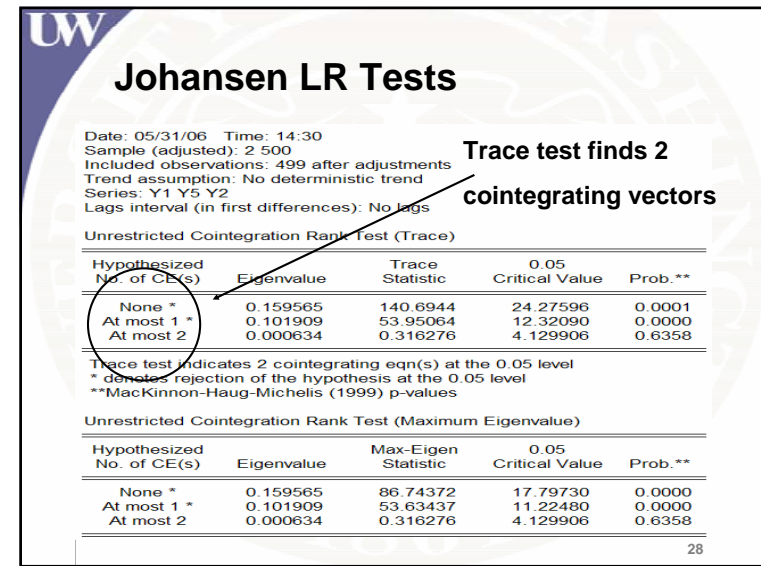 UW
Johansen LR Tests
Date: 05/31/06 Time: 14:30
Sample (adjusted): 2 500
Included observations: 499 after adjustments
Trend assumption: No deterministic trend
Series: Y1 Y5 Y2
Lags interval (in first differences): No lags
Trace test finds 2
cointegrating vectors
Unrestricted Cointegration Rank Test (Trace)
Hypothesized Trace 0.05
No. of CE(s) Eigenvalue Statistic Critical Value Prob.**
None * 0.159565 140.6944 24.27596 0.0001
At most 1 * 0.101909 53.95064 12.32090 0.0000
At most 2 0.000634 0.316276 4.129906 0.6358
Trace test indicates 2 cointegrating eqn(s) at the 0.05 level
* denotes rejection of the hypothesis at the 0.05 level
**MacKinnon-Haug-Michelis (1999) p-values
Unrestricted Cointegration Rank Test (Maximum Eigenvalue)
Hypothesized Max-Eigen 0.05
No. of CE(s) Eigenvalue Statistic Critical Value Prob.**
None * 0.159565 86.74372 17.79730 0.0000
At most 1 * 0.101909 53.63437 11.22480 0.0000
At most 2 0.000634 0.316276 4.129906 0.6358
28